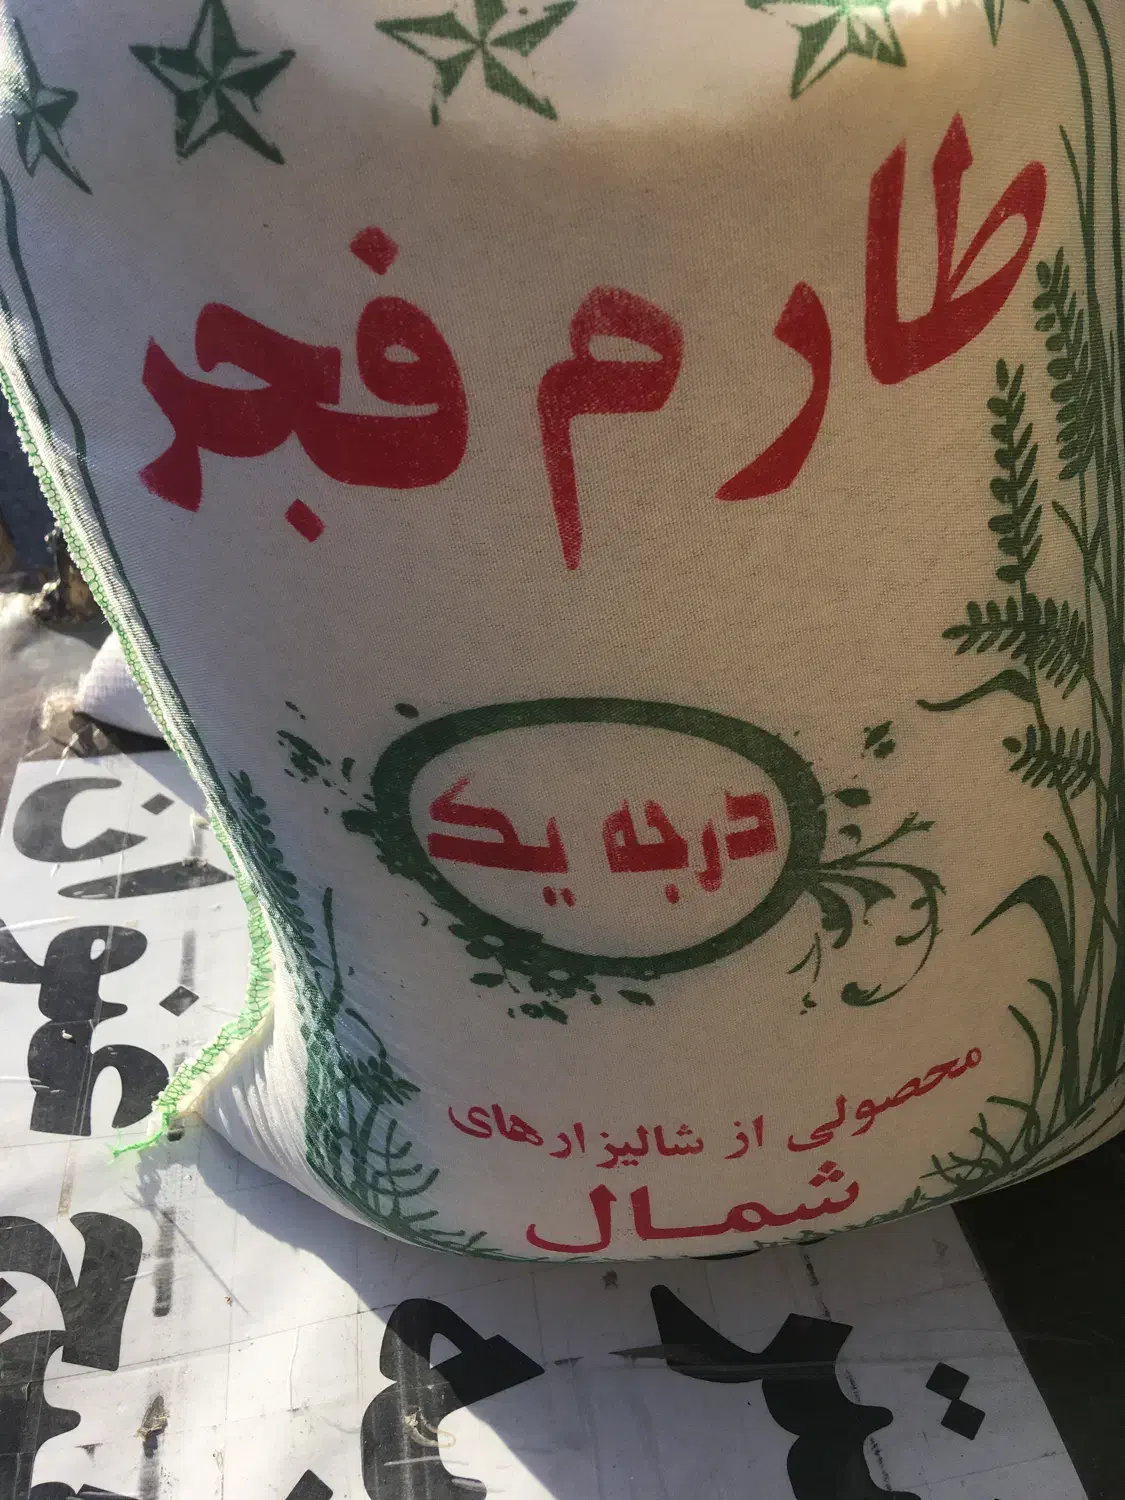 طارم فجر
درجه یک
محصولی از شالیزارهای
شمال